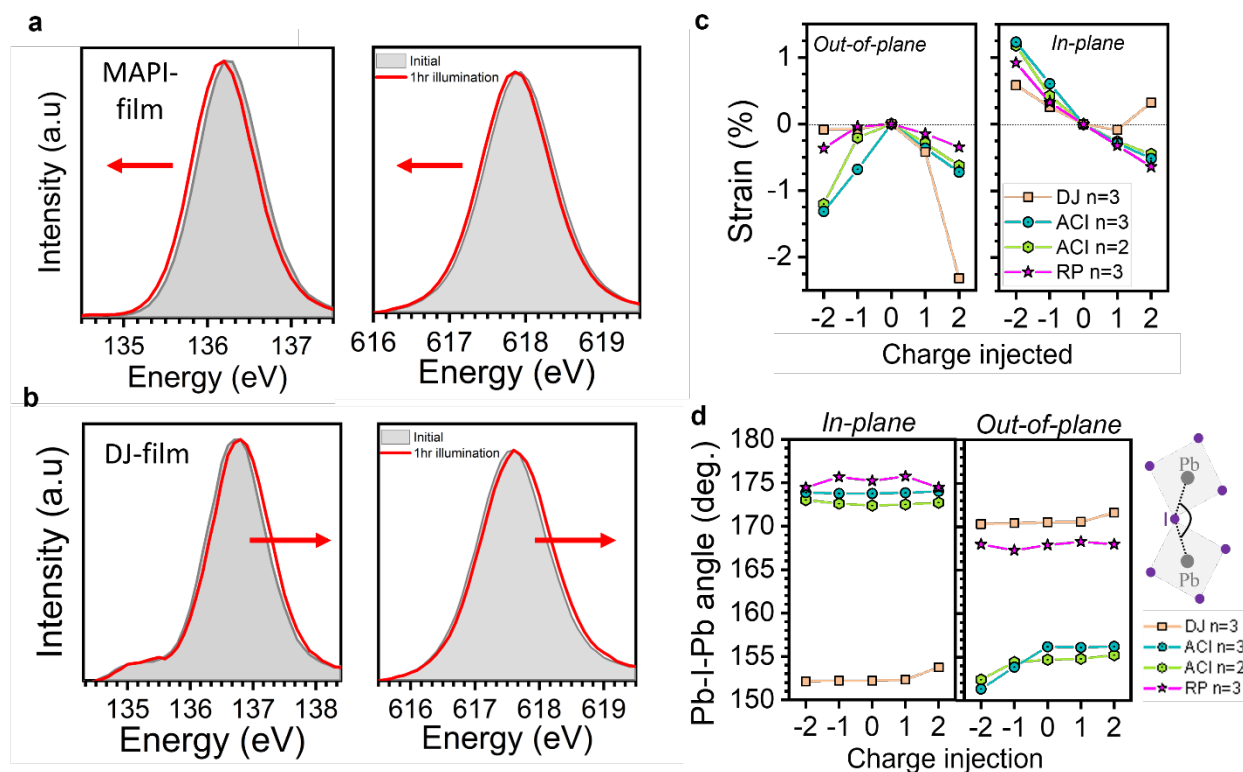 a
MAPI-
film
Intensity (a.u)
135 136 137
Energy (eV)
Initial
1hr illumination
616 617 618 619
Energy (eV)
b
DJ-film
Intensity (a.u)
135 136 137 138
Energy (eV)
Initial
1hr illumination
616 617 618 619
Energy (eV)
c
Out-of-plane
In-plane
Strain (%)
1
0
-1
-2
DJ n=3
ACI n=3
ACI n=2
RP n=3
-2 -1 0 1 2
-2 -1 0 1 2
Charge injected
d
In-plane
Out-of-plane
Pb-I-Pb angle (deg.)
180
175
170
165
160
155
150
-2 -1 0 1 2
-2 -1 0 1 2
Charge injection
Pb
I
Pb
DJ n=3
ACI n=3
ACI n=2
RP n=3